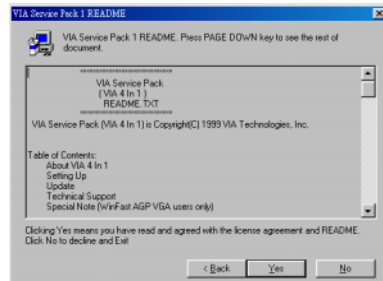 VIA Service Pack 1 README
VIA Service Pack 1 README. Press PAGE DOWN key to see the rest of
document.
==========================
VIA Service Pack
( VIA 4 In 1 )
README.TXT
==========================
VIA Service Pack (VIA 4 In 1) is Copyright(C) 1999 VIA Technologies, Inc.
Table of Contents:
About VIA 4 In 1
Setting Up
Update
Technical Support
Special Note (WinFast AGP VGA users only)
Clicking Yes means you have read and agreed with the license agreement and README.
Click No to decline and Exit
< Back
Yes
No